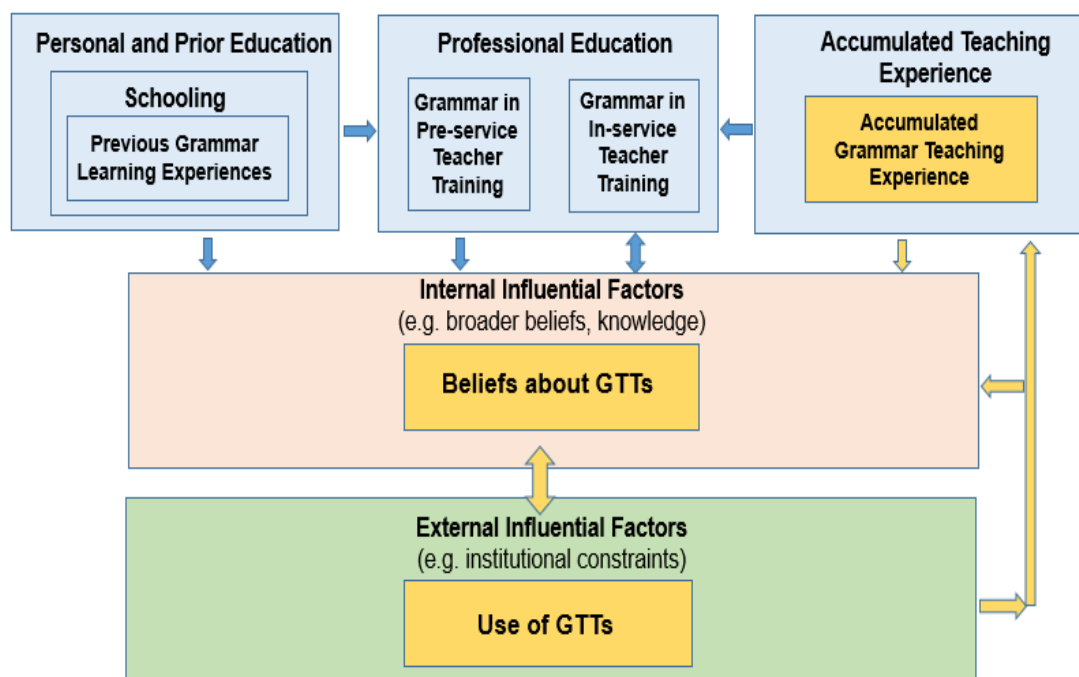 Personal and Prior Education
Schooling
Previous Grammar
Learning Experiences
Professional Education
Grammar in
Pre-service
Teacher
Training
Grammar in
In-service
Teacher
Training
Accumulated Teaching
Experience
Accumulated
Grammar Teaching
Experience
Internal Influential Factors
(e.g. broader beliefs, knowledge)
Beliefs about GTTs
External Influential Factors
(e.g. institutional constraints)
Use of GTTs